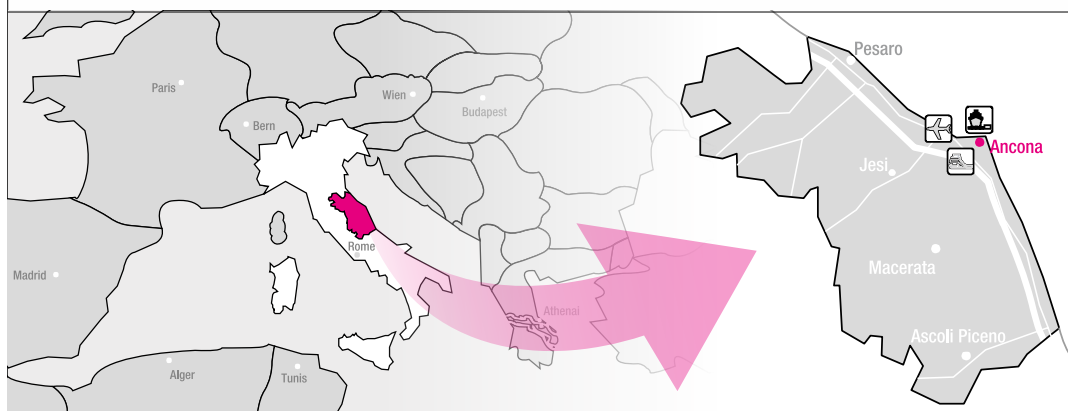 Paris
Wien
Budapest
Bern
Rome
Madrid
Athenai
Alger
Tunis
Pesaro
Ancona
Jesi
Macerata
Ascoli Piceno